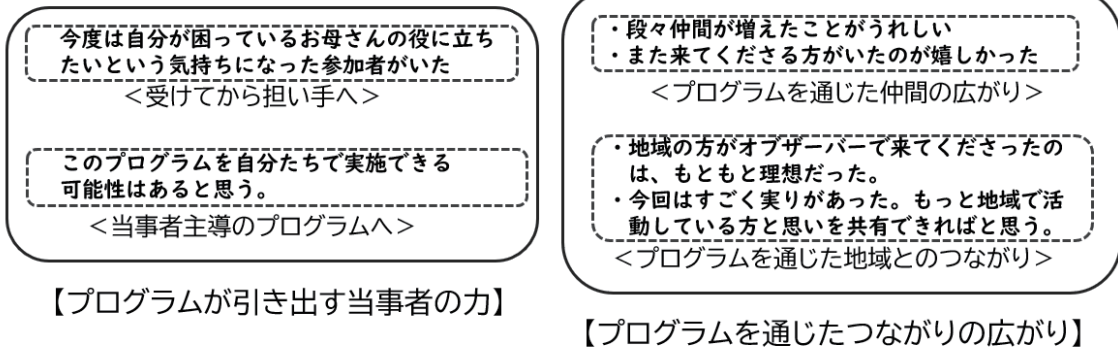 今度は自分が困っているお母さんの役に立ち
たいという気持ちになった参加者がいた
＜受けてから担い手へ＞
このプログラムを自分たちで実施できる
可能性はあると思う。
＜当事者主導のプログラムへ＞
【プログラムが引き出す当事者の力】
・段々仲間が増えたことがうれしい
・また来てくださる方がいたのが嬉しかった
＜プログラムを通じた仲間の広がり＞
・地域の方がオブザーバーで来てくださったの
は、もともと理想だった。
・今回はすごく実りがあった。もっと地域で活
動している方と思いを共有できればと思う。
＜プログラムを通じた地域とのつながり＞
【プログラムを通じたつながりの広がり】